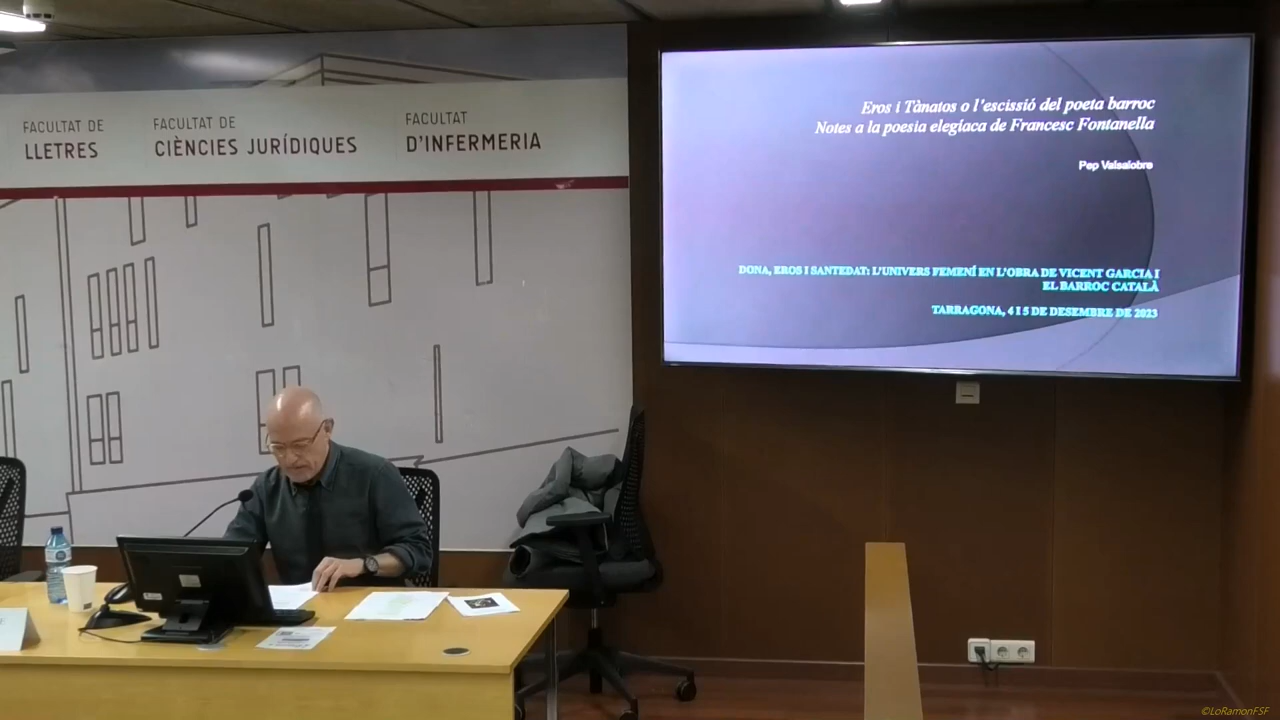 FACULTAT DE
LLETRES
FACULTAT DE
CIÈNCIES JURÍDIQUES
FACULTAT
D'INFERMERIA
Eros i Tànatos o l'escissió del poeta barroc
Notes a la poesia elegíaca de Francesc Fontanella
Pep Valsalobre
DONA, EROS I SANTEDAT: L'UNIVERS FEMENÍ EN L'OBRA DE VICENT GARCIA I
EL BARROC CATALÀ
TARRAGONA, 4 I 5 DE DESEMBRE DE 2023
©LoRamonFSF